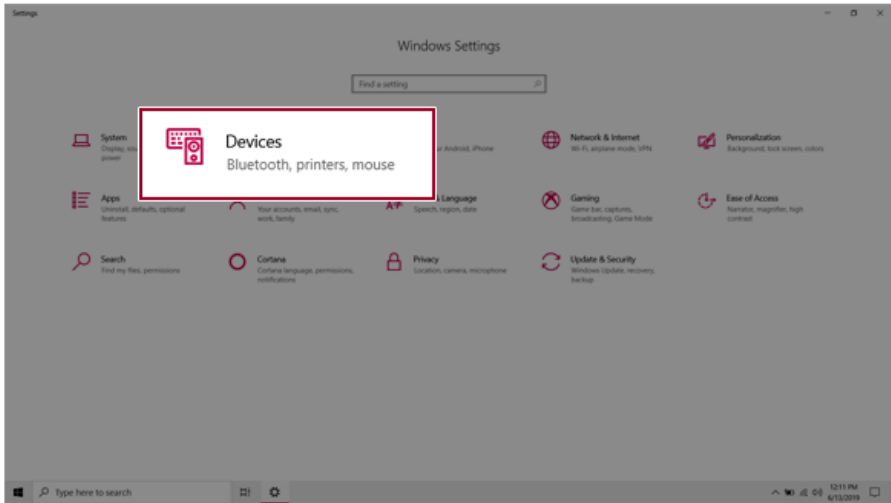 Settings
Windows Settings
Find a setting
System
Display, sou
power
Devices
Bluetooth, printers, mouse
ur Android, iPhone
Network & Internet
Wi-Fi, airplane mode, VPN
Personalization
Background, lock screen, colors
Apps
Uninstall, defaults, optional
features
Your accounts, email, sync,
work, family
& Language
Speech, region, date
Gaming
Game bar, captures,
broadcasting, Game Mode
Ease of Access
Narrator, magnifier, high
contrast
Search
Find my files, permissions
Cortana
Cortana language, permissions,
notifications
Privacy
Location, camera, microphone
Update & Security
Windows Update, recovery,
backup
Type here to search
12:11 PM
6/13/2019